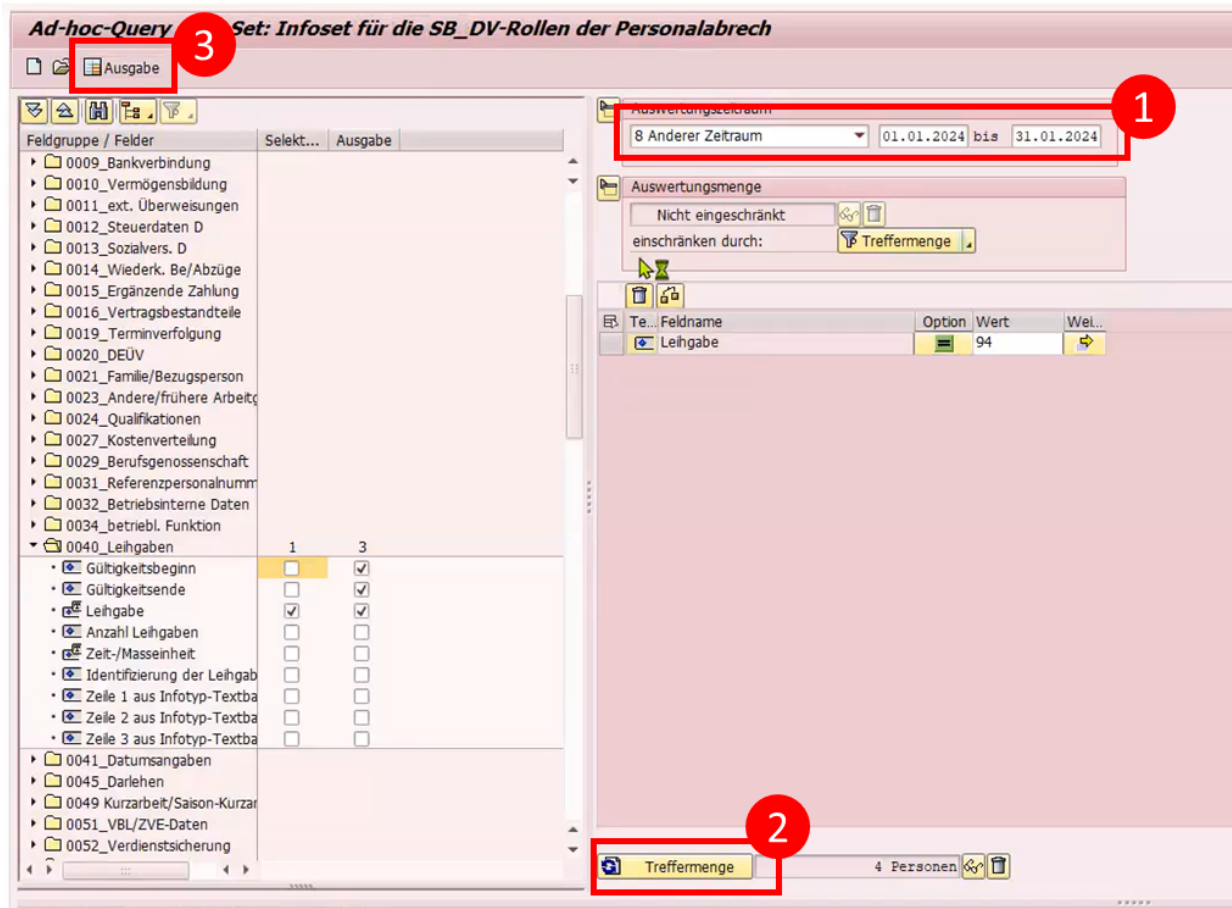 Ad-hoc-Query Set: Infoset für die SB_DV-Rollen der Personalabrech
3
Ausgabe
Feldgruppe / Felder Selekt... Ausgabe
0009_Bankverbindung
0010_Vermögensbildung
0011_ext. Überweisungen
0012_Steuerdaten D
0013_Sozialvers. D
0014_Wiederk. Be/Abzüge
0015_Ergänzende Zahlung
0016_Vertragsbestandteile
0019_Terminverfolgung
0020_DEÜV
0021_Familie/Bezugsperson
0023_Andere/frühere Arbeitg
0024_Qualifikationen
0027_Kostenverteilung
0029_Berufsgenossenschaft
0031_Referenzpersonalnumm
0032_Betriebsinterne Daten
0034_betriebl. Funktion
0040_Leihgaben 1 3
Gültigkeitsbeginn
Gültigkeitsende
Leihgabe
Anzahl Leihgaben
Zeit-/Masseinheit
Identifizierung der Leihgab
Zeile 1 aus Infotyp-Textba
Zeile 2 aus Infotyp-Textba
Zeile 3 aus Infotyp-Textba
0041_Datumsangaben
0045_Darlehen
0049 Kurzarbeit/Saison-Kurzar
0051_VBL/ZVE-Daten
0052_Verdienstsicherung
Auswertungszeitraum
1
8 Anderer Zeitraum 01.01.2024 bis 31.01.2024
Auswertungsmenge
Nicht eingeschränkt
einschränken durch: Treffermenge
Te... Feldname Option Wert Wei...
Leihgabe 94
2
Treffermenge 4 Personen